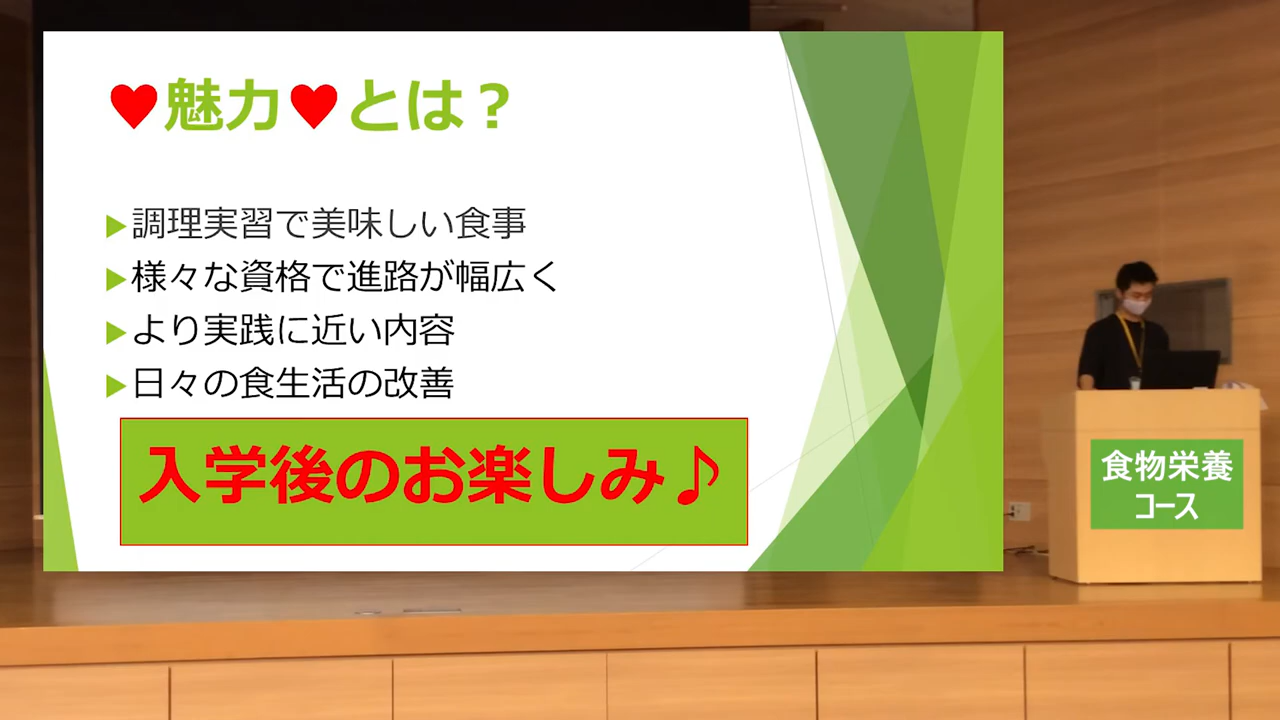 ♥魅力♥とは？
▶調理実習で美味しい食事
▶様々な資格で進路が幅広く
▶より実践に近い内容
▶日々の食生活の改善
入学後のお楽しみ♪
食物栄養
コース